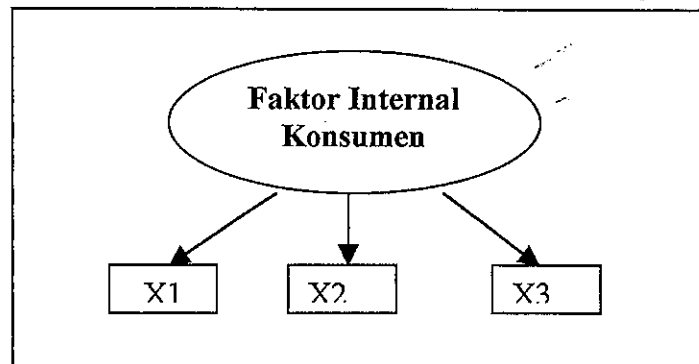 Faktor Internal
Konsumen
X1 X2 X3